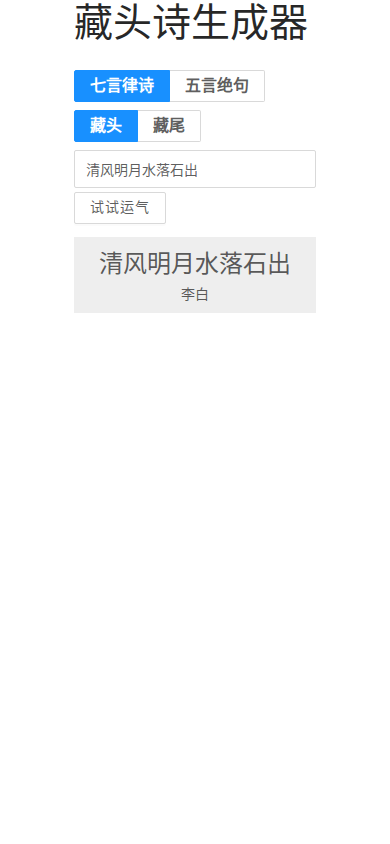 藏头诗生成器
七言律诗 五言绝句
藏头 藏尾
清风明月水落石出
试试运气
清风明月水落石出
李白